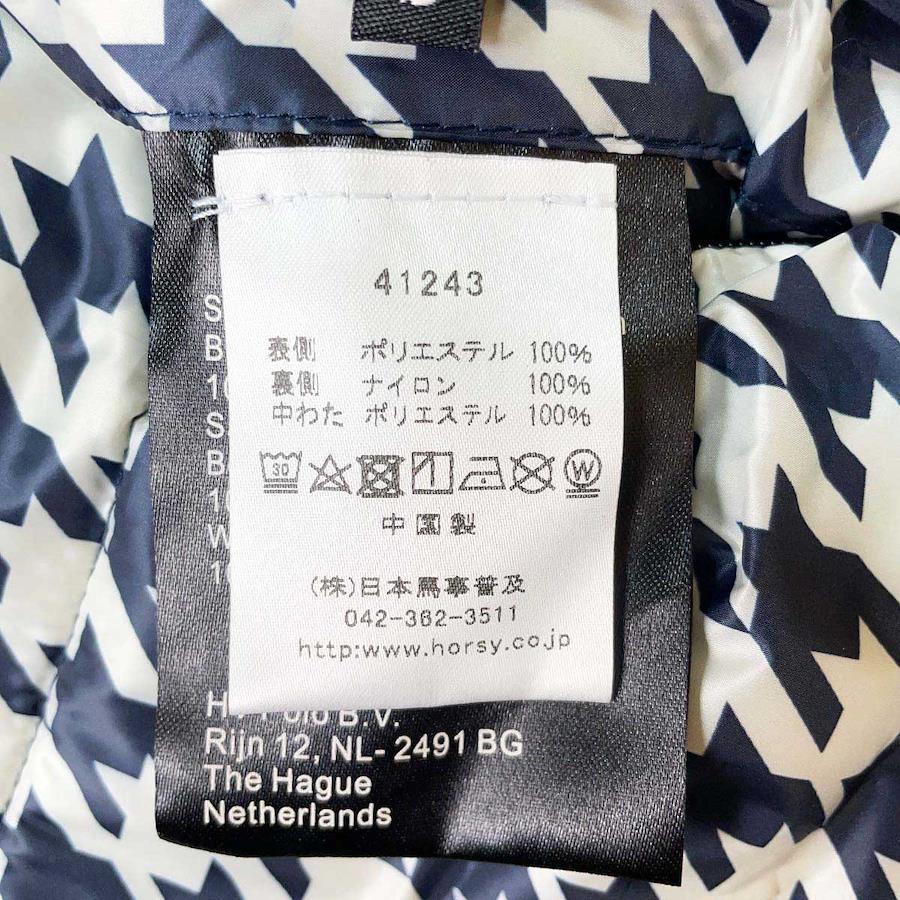 41243
表側 ポリエステル 100%
裏側 ナイロン 100%
中わた ポリエステル 100%
30
W
中国製
(株)日本馬事普及
042-362-3511
http:www.horsy.co.jp
B.V.
Rijn 12, NL- 2491 BG
The Hague
Netherlands